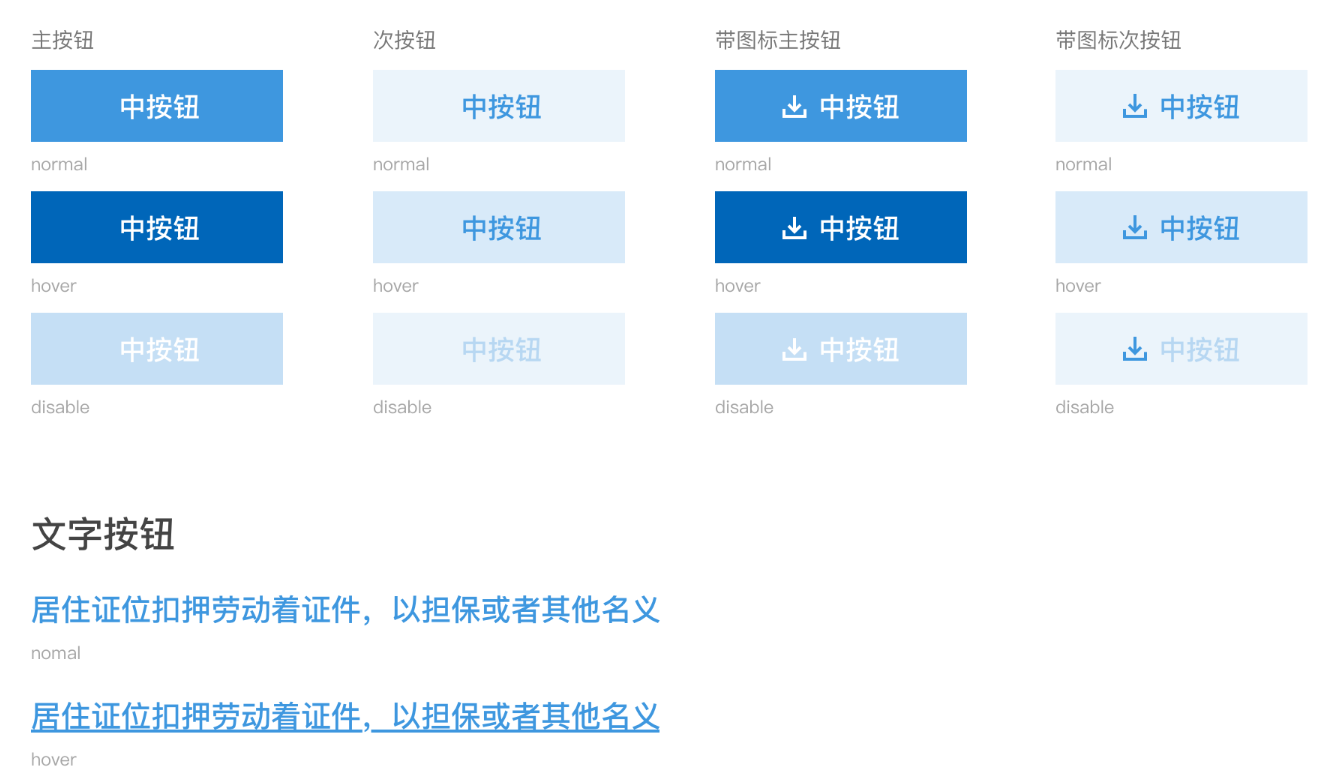 主按钮 次按钮 带图标主按钮 带图标次按钮
中按钮 中按钮 中按钮 中按钮
normal normal normal normal
中按钮 中按钮 中按钮 中按钮
hover hover hover hover
中按钮 中按钮 中按钮 中按钮
disable disable disable disable
文字按钮
居住证位扣押劳动着证件，以担保或者其他名义
nomal
居住证位扣押劳动着证件，以担保或者其他名义
hover